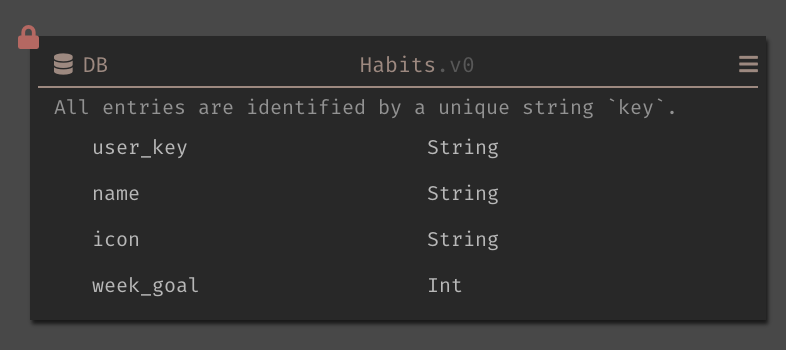 DB Habits.v0
All entries are identified by a unique string `key`.
user_key String
name String
icon String
week_goal Int